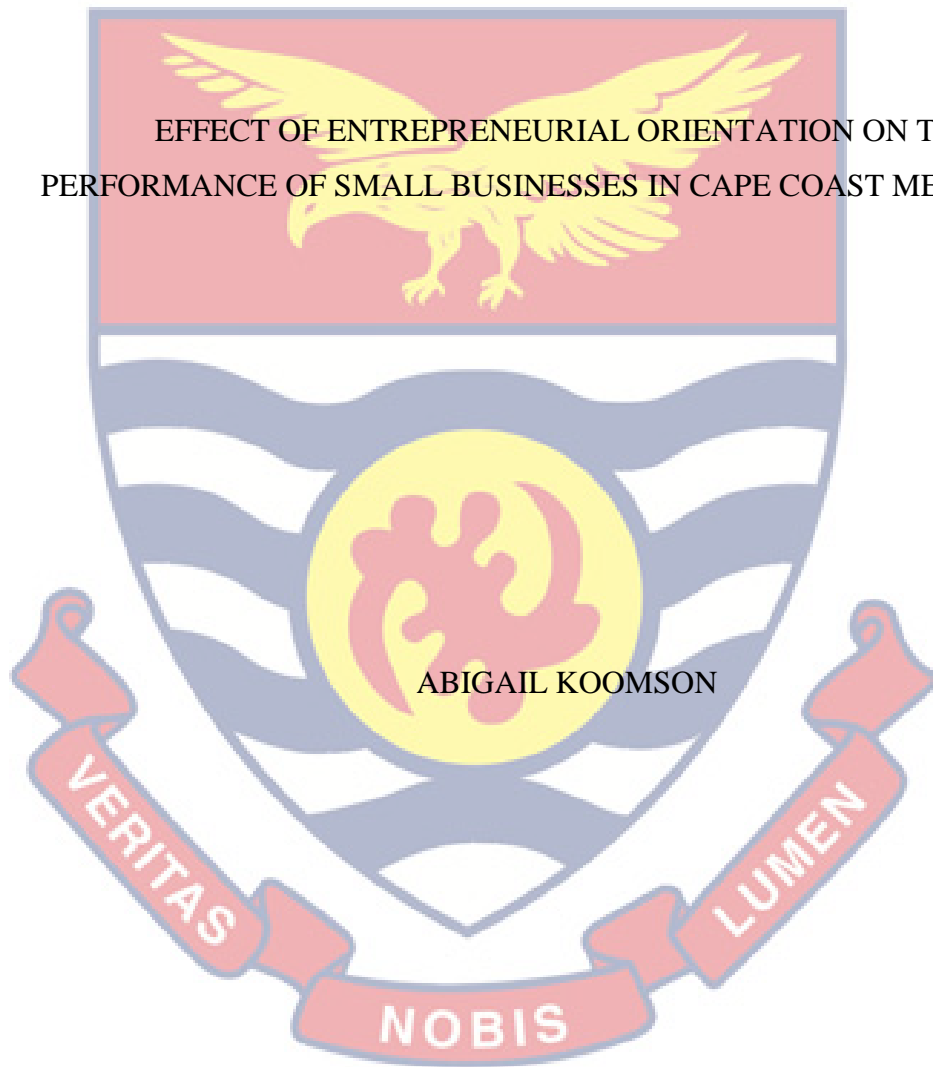 EFFECT OF ENTREPRENEURIAL ORIENTATION ON T
PERFORMANCE OF SMALL BUSINESSES IN CAPE COAST ME
ABIGAIL KOOMSON
VERITAS
NOBIS
LUMEN